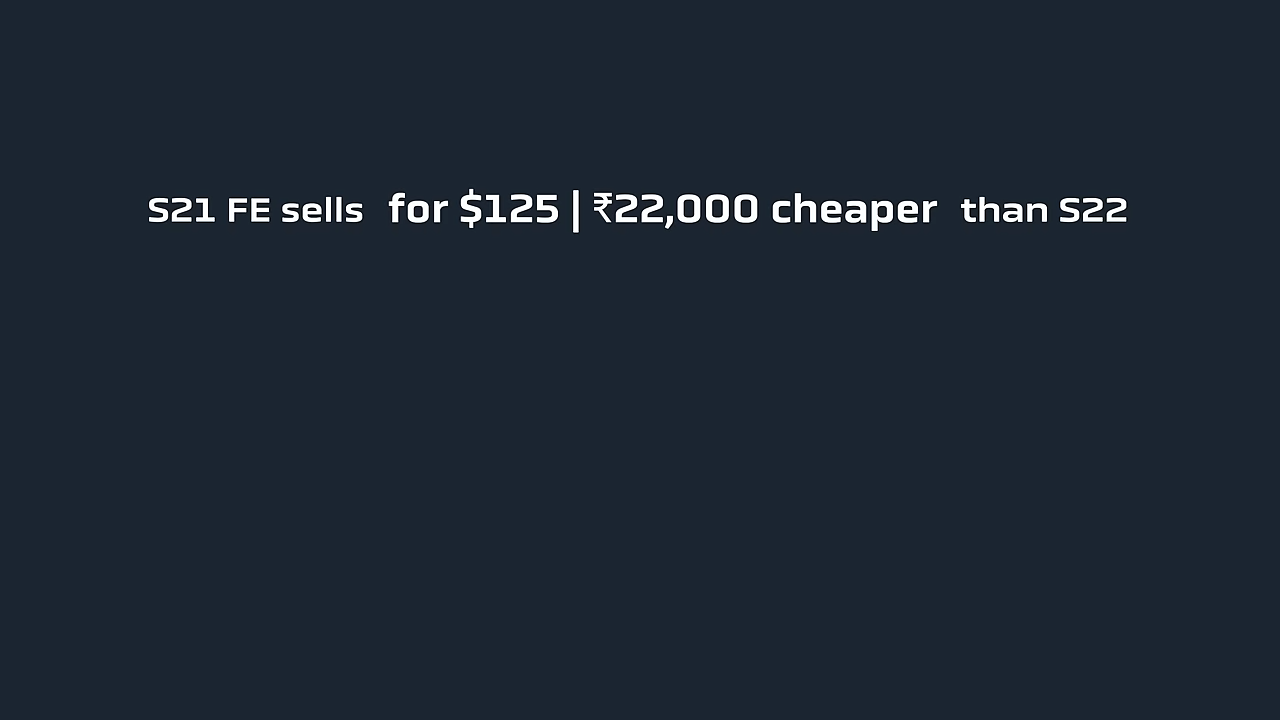 S21 FE sells for $125 | ₹22,000 cheaper than S22